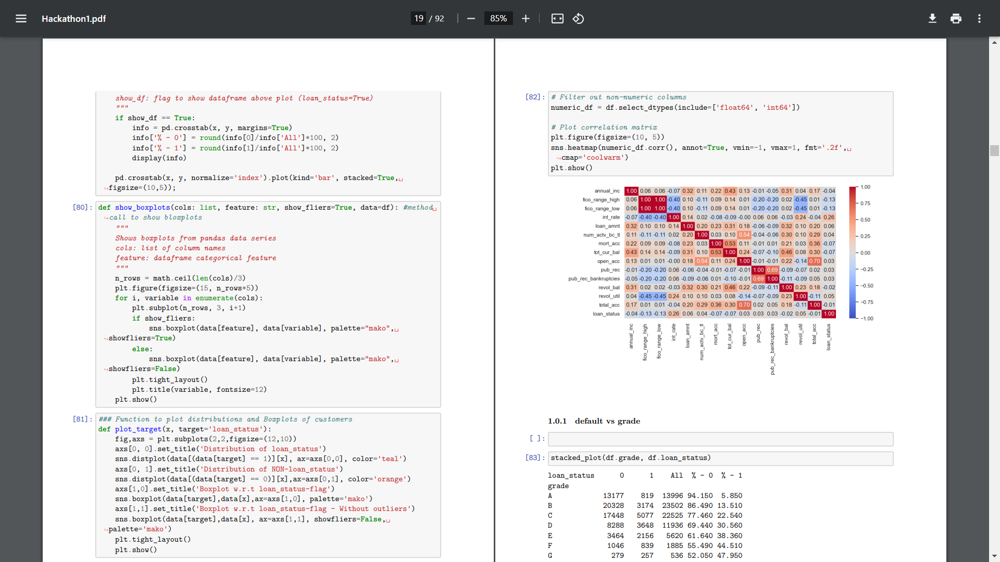 Hackathon1.pdf
19 / 92
85%
show_df: flag to show dataframe above plot (loan_status=True)
"""
if show_df == True:
info = pd.crosstab(x, y, margins=True)
info['% - 0'] = round(info[0]/info['All']*100, 2)
info['% - 1'] = round(info[1]/info['All']*100, 2)
display(info)
pd.crosstab(x, y, normalize='index').plot(kind='bar', stacked=True,␣
↪figsize=(10,5));
[80]: def show_boxplots(cols: list, feature: str, show_fliers=True, data=df): #method␣
↪call to show bloxplots
"""
Shows boxplots from pandas data series
cols: list of column names
feature: dataframe categorical feature
"""
n_rows = math.ceil(len(cols)/3)
plt.figure(figsize=(15, n_rows*5))
for i, variable in enumerate(cols):
plt.subplot(n_rows, 3, i+1)
if show_fliers:
sns.boxplot(data[feature], data[variable], palette="mako",␣
↪showfliers=True)
else:
sns.boxplot(data[feature], data[variable], palette="mako",␣
↪showfliers=False)
plt.tight_layout()
plt.title(variable, fontsize=12)
plt.show()
[81]: ### Function to plot distributions and Boxplots of customers
def plot_target(x, target='loan_status'):
fig,axs = plt.subplots(2,2,figsize=(12,10))
axs[0, 0].set_title('Distribution of loan_status')
sns.distplot(data[(data[target] == 1)][x], ax=axs[0,0], color='teal')
axs[0, 1].set_title('Distribution of NON-loan_status')
sns.distplot(data[(data[target] == 0)][x],ax=axs[0,1], color='orange')
axs[1,0].set_title('Boxplot w.r.t loan_status-flag')
sns.boxplot(data[target],data[x],ax=axs[1,0], palette='mako')
axs[1,1].set_title('Boxplot w.r.t loan_status-flag - Without outliers')
sns.boxplot(data[target],data[x], ax=axs[1,1], showfliers=False,␣
↪palette='mako')
plt.tight_layout()
plt.show()
[82]: # Filter out non-numeric columns
numeric_df = df.select_dtypes(include=['float64', 'int64'])
# Plot correlation matrix
plt.figure(figsize=(10, 5))
sns.heatmap(numeric_df.corr(), annot=True, vmin=-1, vmax=1, fmt='.2f',␣
↪cmap='coolwarm')
plt.show()
annual_inc 1.00 0.06 0.06 -0.07 0.32 0.11 0.22 0.43 0.13 -0.01 -0.05 0.31 0.04 0.17 -0.04
fico_range_high 0.06 1.00 1.00 -0.40 0.10 -0.11 0.09 0.14 0.01 -0.20 -0.20 0.02 -0.45 0.01 -0.13
fico_range_low 0.06 1.00 1.00 -0.40 0.10 -0.11 0.09 0.14 0.01 -0.20 -0.20 0.02 -0.45 0.01 -0.13
int_rate -0.07 -0.40 -0.40 1.00 0.14 0.02 -0.08 -0.09 -0.00 0.06 0.06 -0.03 0.24 -0.04 0.26
loan_amnt 0.32 0.10 0.10 0.14 1.00 0.20 0.23 0.31 0.18 -0.06 -0.09 0.32 0.10 0.20 0.06
num_actv_bc_tl 0.11 -0.11 -0.11 0.02 0.20 1.00 0.03 0.10 0.54 -0.04 -0.06 0.30 0.10 0.29 0.04
mort_acc 0.22 0.09 0.09 -0.08 0.23 0.03 1.00 0.53 0.11 -0.01 0.01 0.21 0.03 0.36 -0.07
tot_cur_bal 0.43 0.14 0.14 -0.09 0.31 0.10 0.53 1.00 0.24 -0.07 -0.10 0.46 0.08 0.30 -0.07
open_acc 0.13 0.01 0.01 -0.00 0.18 0.54 0.11 0.24 1.00 -0.01 -0.01 0.22 -0.14 0.70 0.03
pub_rec -0.01 -0.20 -0.20 0.06 -0.06 -0.04 -0.01 -0.07 -0.01 1.00 0.69 -0.09 -0.07 0.02 0.03
pub_rec_bankruptcies -0.05 -0.20 -0.20 0.06 -0.09 -0.06 0.01 -0.10 -0.01 0.69 1.00 -0.11 -0.09 0.05 0.03
revol_bal 0.31 0.02 0.02 -0.03 0.32 0.30 0.21 0.46 0.22 -0.09 -0.11 1.00 0.23 0.18 -0.02
revol_util 0.04 -0.45 -0.45 0.24 0.10 0.10 0.03 0.08 -0.14 -0.07 -0.09 0.23 1.00 -0.11 0.05
total_acc 0.17 0.01 0.01 -0.04 0.20 0.29 0.36 0.30 0.70 0.02 0.05 0.18 -0.11 1.00 -0.01
loan_status -0.04 -0.13 -0.13 0.26 0.06 0.04 -0.07 -0.07 0.03 0.03 0.03 -0.02 0.05 -0.01 1.00
annual_inc
fico_range_high
fico_range_low
int_rate
loan_amnt
num_actv_bc_tl
mort_acc
tot_cur_bal
open_acc
pub_rec
pub_rec_bankruptcies
revol_bal
revol_util
total_acc
loan_status
1.00
0.75
0.50
0.25
0.00
−0.25
−0.50
−0.75
−1.00
1.0.1 default vs grade
[ ]:
[83]: stacked_plot(df.grade, df.loan_status)
loan_status 0 1 All % - 0 % - 1
grade
A 13177 819 13996 94.150 5.850
B 20328 3174 23502 86.490 13.510
C 17448 5077 22525 77.460 22.540
D 8288 3648 11936 69.440 30.560
E 3464 2156 5620 61.640 38.360
F 1046 839 1885 55.490 44.510
G 279 257 536 52.050 47.950